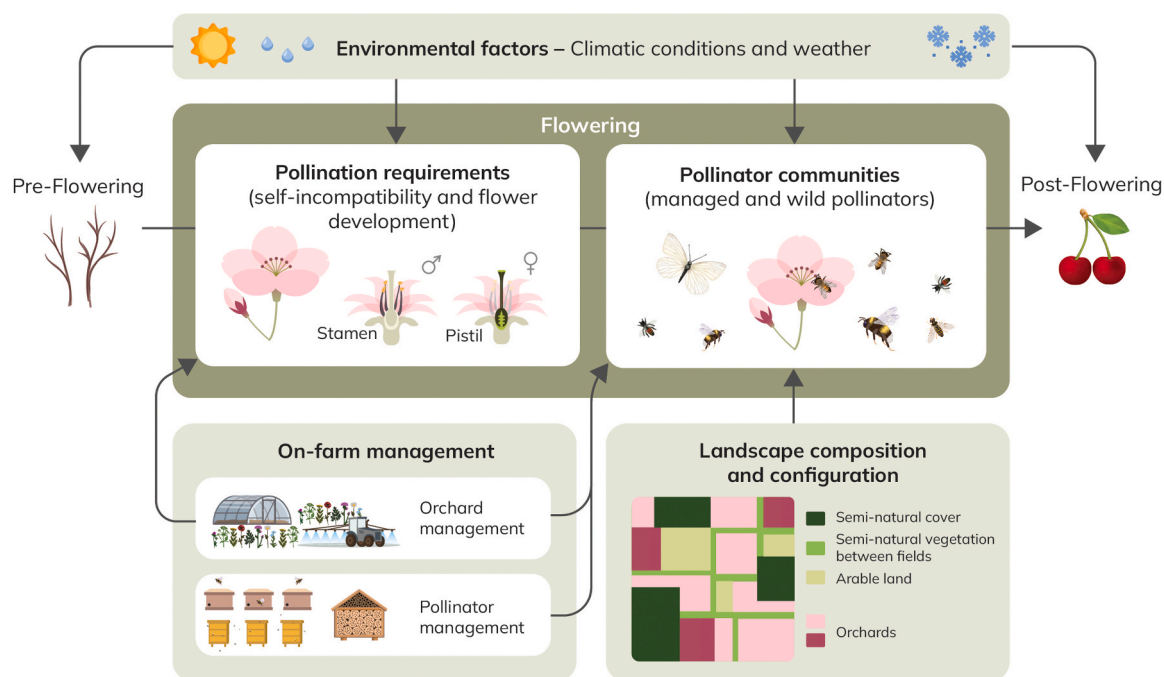 Environmental factors – Climatic conditions and weather
Flowering
Pre-Flowering
Pollination requirements
(self-incompatibility and flower
development)
♂
♀
Stamen
Pistil
Pollinator communities
(managed and wild pollinators)
Post-Flowering
On-farm management
Orchard
management
Pollinator
management
Landscape composition
and configuration
Semi-natural cover
Semi-natural vegetation
between fields
Arable land
Orchards